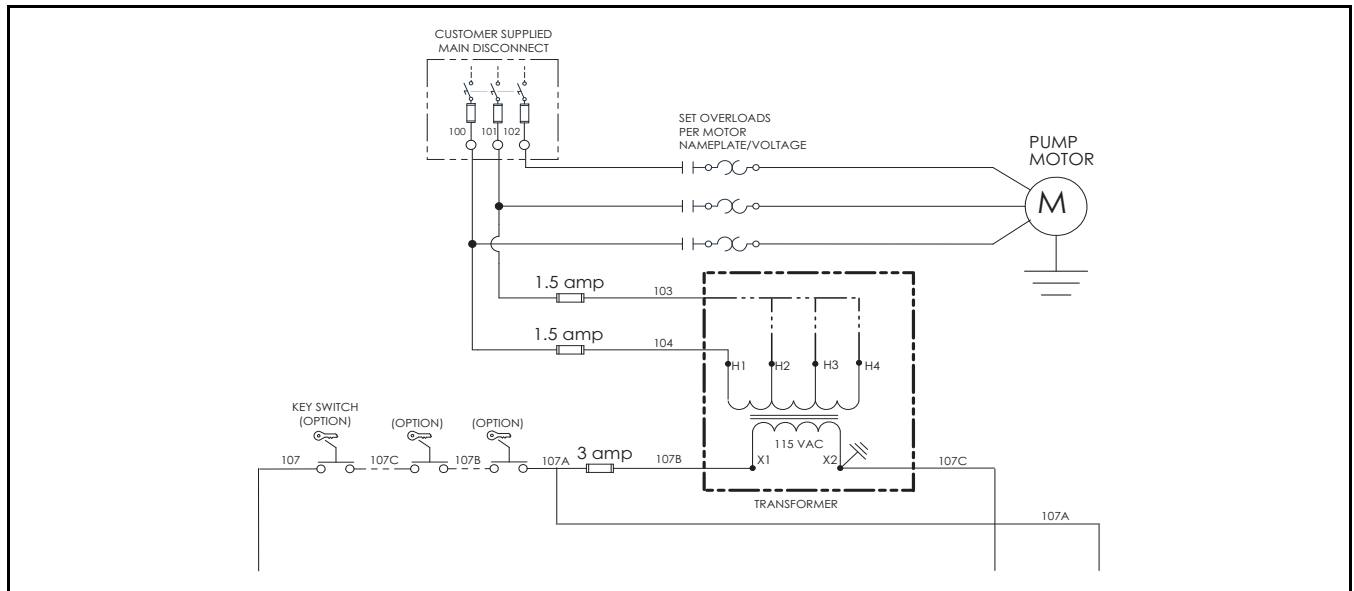 CUSTOMER SUPPLIED
MAIN DISCONNECT
100 101 102
SET OVERLOADS
PER MOTOR
NAMEPLATE/VOLTAGE
PUMP
MOTOR
M
1.5 amp
103
1.5 amp
104
H1 H2 H3 H4
KEY SWITCH
(OPTION)
(OPTION)
(OPTION)
107
107C
107B
107A
3 amp
107B
115 VAC
X1
X2
107C
TRANSFORMER
107A